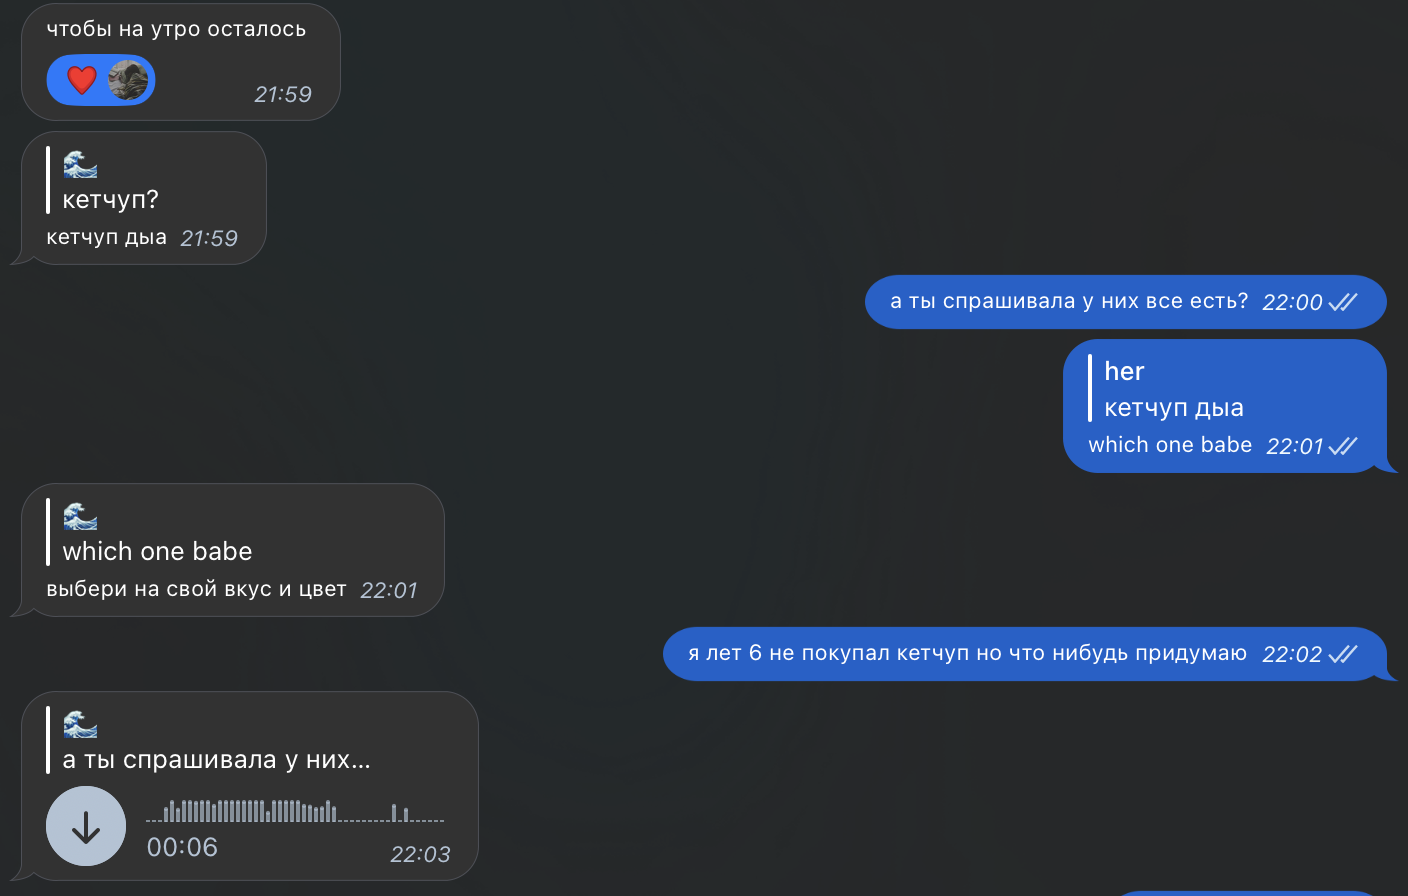 чтобы на утро осталось
❤️ 21:59
🌊
кетчуп?
кетчуп дыа 21:59
а ты спрашивала у них все есть? 22:00
her
кетчуп дыа
which one babe 22:01
🌊
which one babe
выбери на свой вкус и цвет 22:01
я лет 6 не покупал кетчуп но что нибудь придумаю 22:02
🌊
а ты спрашивала у них...
00:06
22:03